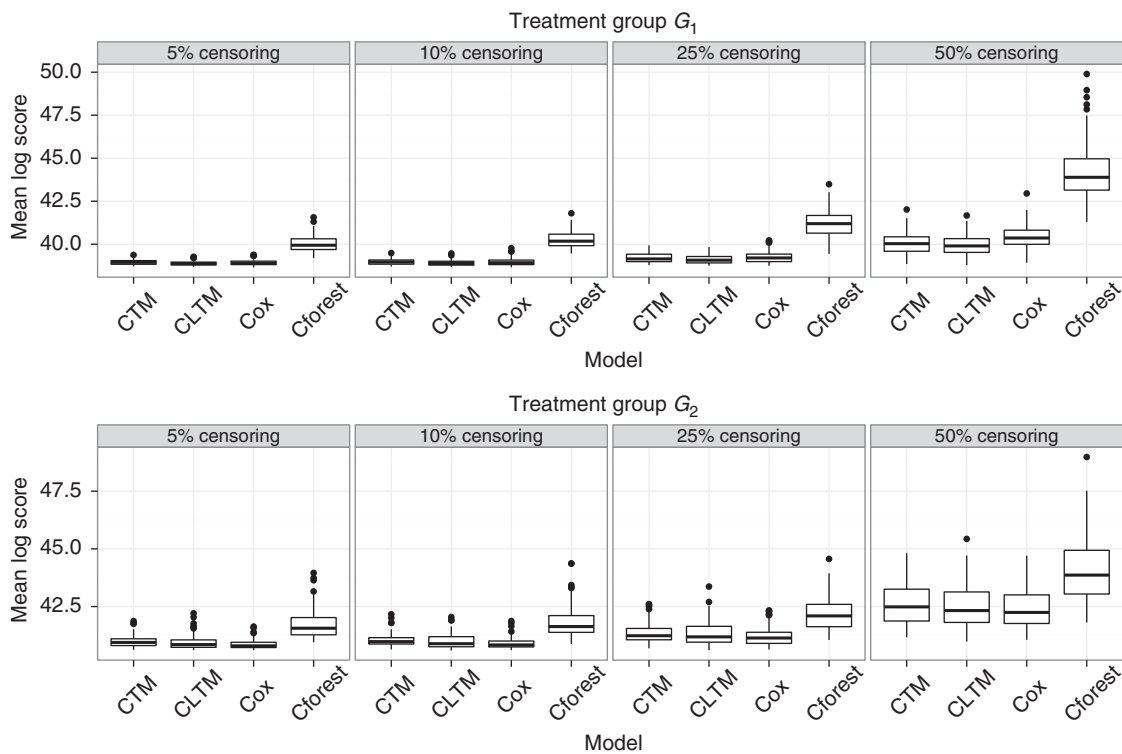 Treatment group G1
5% censoring 10% censoring 25% censoring 50% censoring
Mean log score
50.0
47.5
45.0
42.5
40.0
CTM CLTM Cox Cforest CTM CLTM Cox Cforest CTM CLTM Cox Cforest CTM CLTM Cox Cforest
Model
Treatment group G2
5% censoring 10% censoring 25% censoring 50% censoring
Mean log score
47.5
45.0
42.5
CTM CLTM Cox Cforest CTM CLTM Cox Cforest CTM CLTM Cox Cforest CTM CLTM Cox Cforest
Model